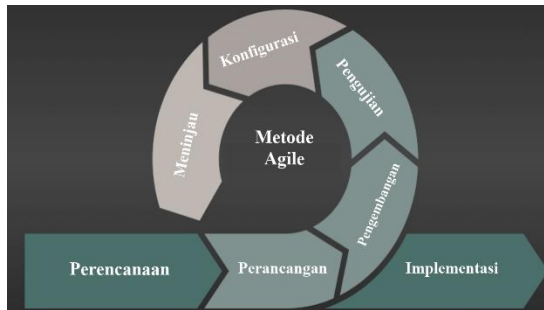 Konfigurasi
Pengujian
Meninjau
Metode
Agile
Pengembangan
Perencanaan
Perancangan
Implementasi